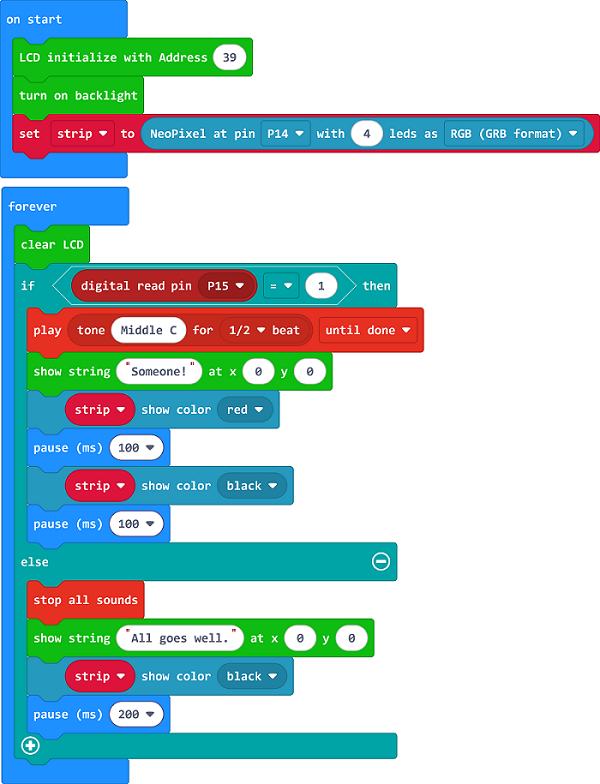 on start
LCD initialize with Address 39
turn on backlight
set strip to NeoPixel at pin P14 with 4 leds as RGB (GRB format)
forever
clear LCD
if digital read pin P15 = 1 then
play tone Middle C for 1/2 beat until done
show string "Someone!" at x 0 y 0
strip show color red
pause (ms) 100
strip show color black
pause (ms) 100
else
stop all sounds
show string "All goes well." at x 0 y 0
strip show color black
pause (ms) 200